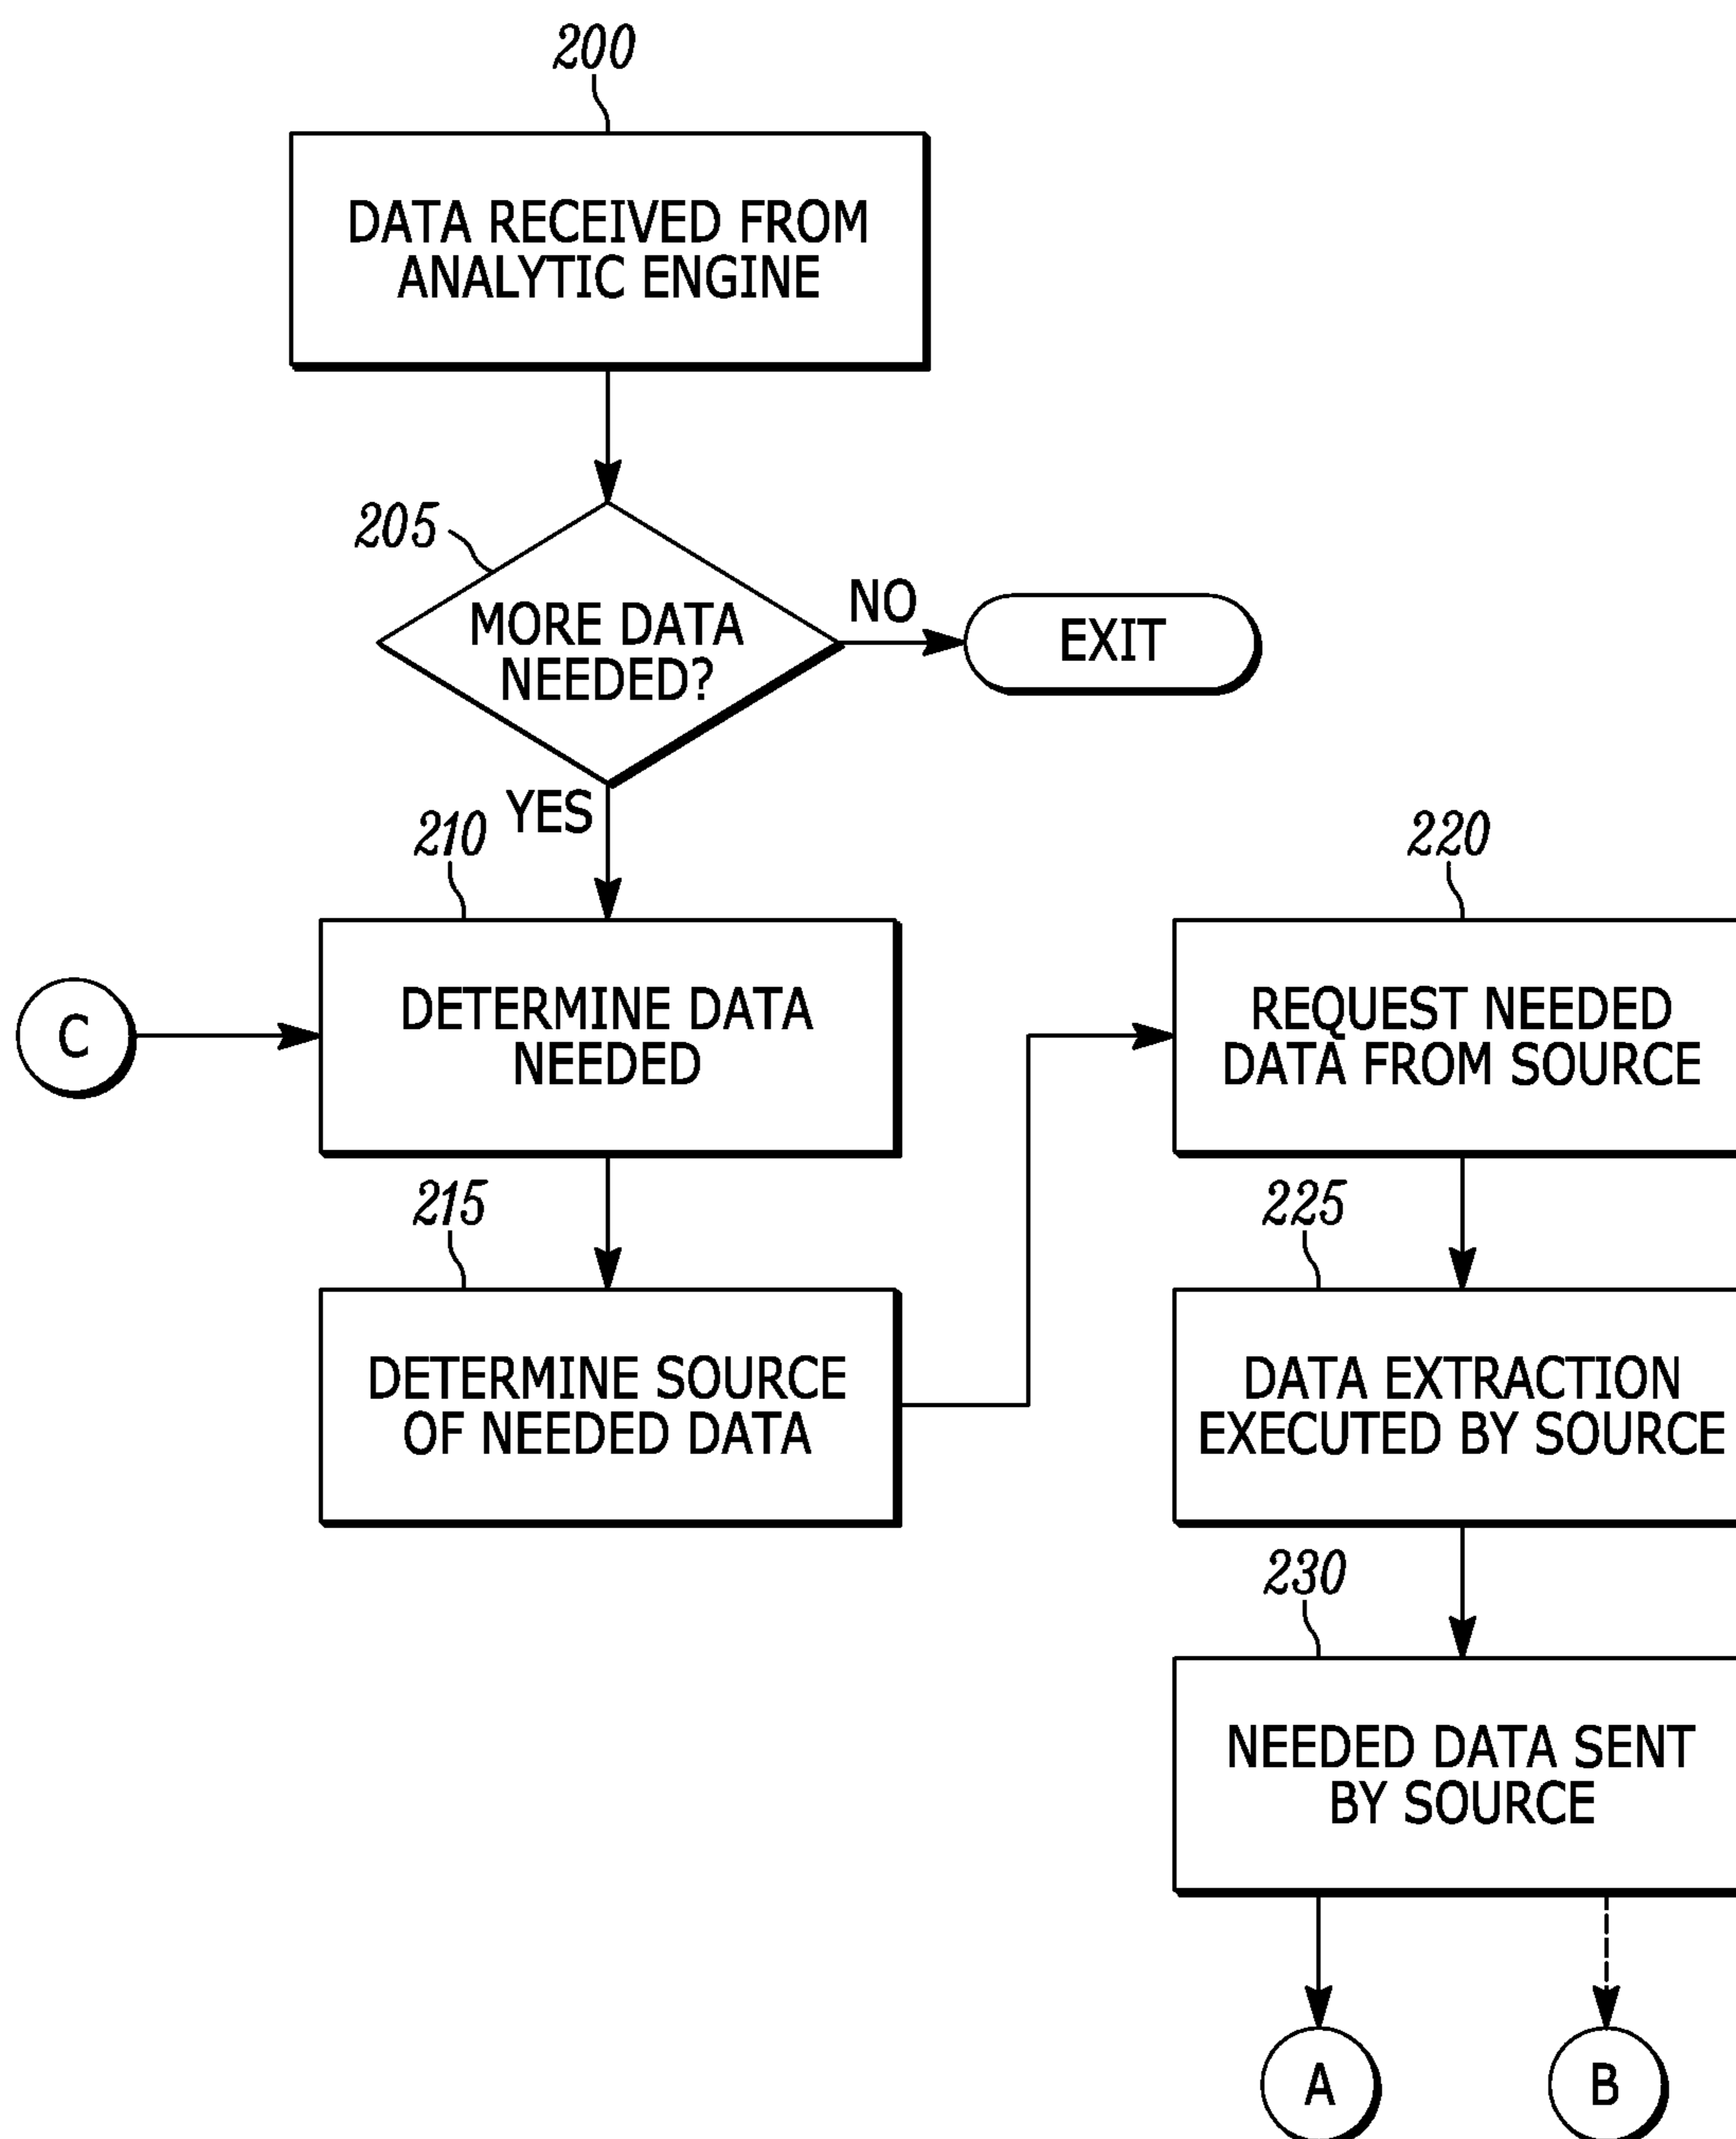 200
DATA RECEIVED FROM
ANALYTIC ENGINE
205
MORE DATA
NEEDED?
NO
EXIT
YES
210
DETERMINE DATA
NEEDED
C
215
DETERMINE SOURCE
OF NEEDED DATA
220
REQUEST NEEDED
DATA FROM SOURCE
225
DATA EXTRACTION
EXECUTED BY SOURCE
230
NEEDED DATA SENT
BY SOURCE
A
B